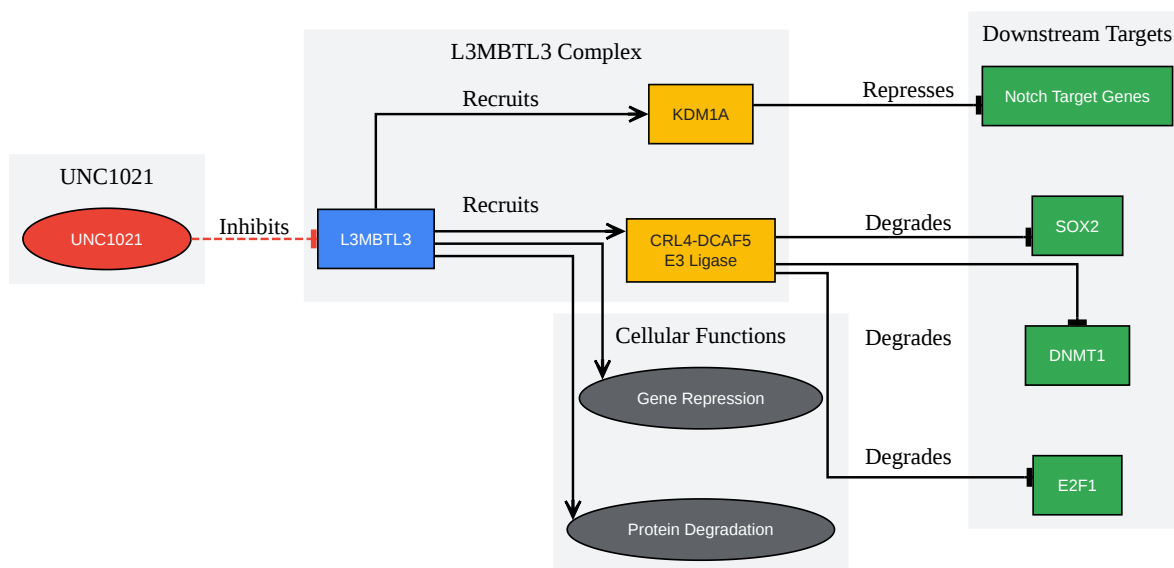 Downstream Targets
L3MBTL3 Complex
Recruits
KDM1A
Represses
Notch Target Genes
UNC1021
UNC1021
Inhibits
L3MBTL3
Recruits
CRL4-DCAF5
E3 Ligase
Degrades
SOX2
Cellular Functions
Degrades
DNMT1
Gene Repression
Degrades
E2F1
Protein Degradation